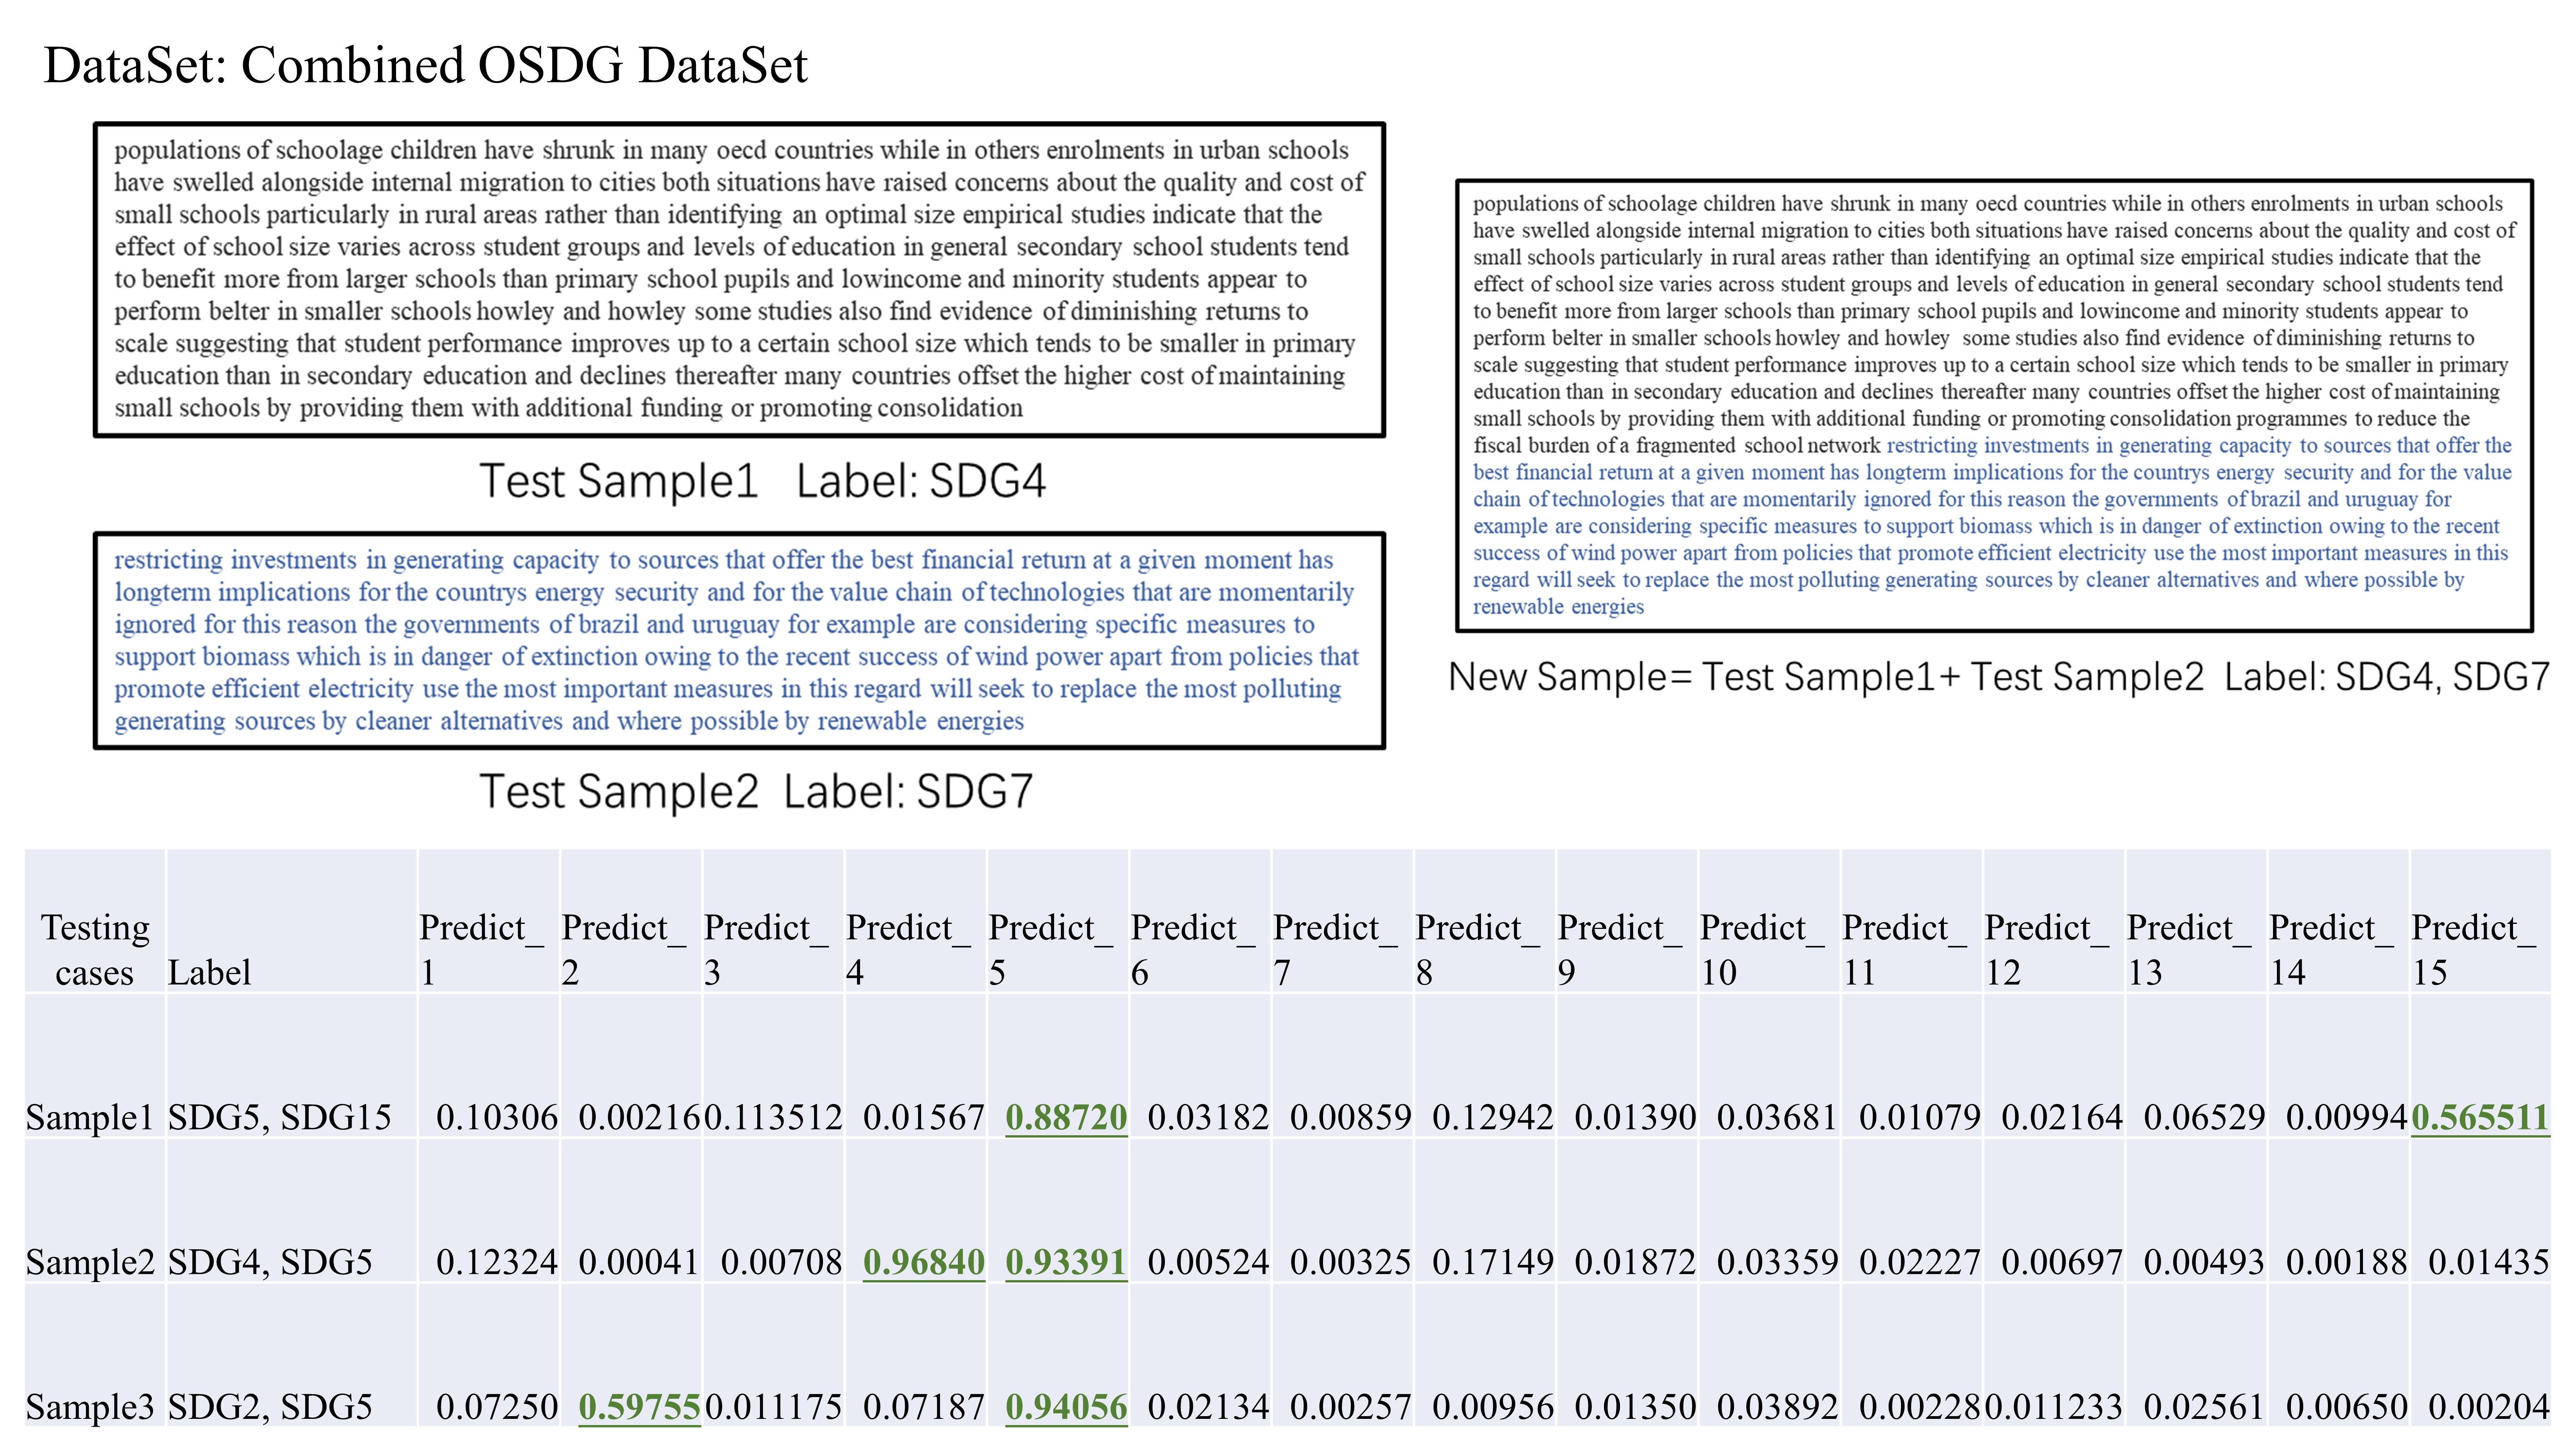 DataSet: Combined OSDG DataSet
populations of schoolage children have shrunk in many oecd countries while in others enrolments in urban schools
have swelled alongside internal migration to cities both situations have raised concerns about the quality and cost of
small schools particularly in rural areas rather than identifying an optimal size empirical studies indicate that the
effect of school size varies across student groups and levels of education in general secondary school students tend
to benefit more from larger schools than primary school pupils and lowincome and minority students appear to
perform belter in smaller schools howley and howley some studies also find evidence of diminishing returns to
scale suggesting that student performance improves up to a certain school size which tends to be smaller in primary
education than in secondary education and declines thereafter many countries offset the higher cost of maintaining
small schools by providing them with additional funding or promoting consolidation
Test Sample1 Label: SDG4
restricting investments in generating capacity to sources that offer the best financial return at a given moment has
longterm implications for the countrys energy security and for the value chain of technologies that are momentarily
ignored for this reason the governments of brazil and uruguay for example are considering specific measures to
support biomass which is in danger of extinction owing to the recent success of wind power apart from policies that
promote efficient electricity use the most important measures in this regard will seek to replace the most polluting
generating sources by cleaner alternatives and where possible by renewable energies
Test Sample2 Label: SDG7
populations of schoolage children have shrunk in many oecd countries while in others enrolments in urban schools
have swelled alongside internal migration to cities both situations have raised concerns about the quality and cost of
small schools particularly in rural areas rather than identifying an optimal size empirical studies indicate that the
effect of school size varies across student groups and levels of education in general secondary school students tend
to benefit more from larger schools than primary school pupils and lowincome and minority students appear to
perform belter in smaller schools howley and howley some studies also find evidence of diminishing returns to
scale suggesting that student performance improves up to a certain school size which tends to be smaller in primary
education than in secondary education and declines thereafter many countries offset the higher cost of maintaining
small schools by providing them with additional funding or promoting consolidation programmes to reduce the
fiscal burden of a fragmented school network restricting investments in generating capacity to sources that offer the
best financial return at a given moment has longterm implications for the countrys energy security and for the value
chain of technologies that are momentarily ignored for this reason the governments of brazil and uruguay for
example are considering specific measures to support biomass which is in danger of extinction owing to the recent
success of wind power apart from policies that promote efficient electricity use the most important measures in this
regard will seek to replace the most polluting generating sources by cleaner alternatives and where possible by
renewable energies
New Sample= Test Sample1+ Test Sample2 Label: SDG4, SDG7
Testing cases Label Predict_1 Predict_2 Predict_3 Predict_4 Predict_5 Predict_6 Predict_7 Predict_8 Predict_9 Predict_10 Predict_11 Predict_12 Predict_13 Predict_14 Predict_15
Sample1 SDG5, SDG15 0.10306 0.00216 0.113512 0.01567 0.88720 0.03182 0.00859 0.12942 0.01390 0.03681 0.01079 0.02164 0.06529 0.00994 0.565511
Sample2 SDG4, SDG5 0.12324 0.00041 0.00708 0.96840 0.93391 0.00524 0.00325 0.17149 0.01872 0.03359 0.02227 0.00697 0.00493 0.00188 0.01435
Sample3 SDG2, SDG5 0.07250 0.59755 0.011175 0.07187 0.94056 0.02134 0.00257 0.00956 0.01350 0.03892 0.00228 0.011233 0.02561 0.00650 0.00204